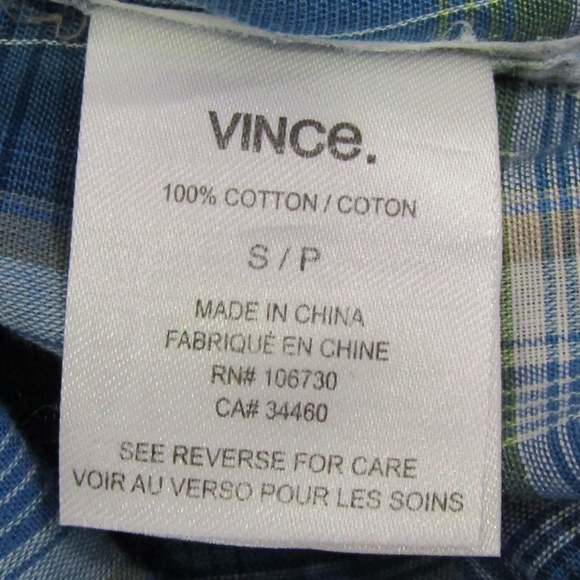 VINCe.
100% COTTON / COTON
S / P
MADE IN CHINA
FABRIQUÉ EN CHINE
RN# 106730
CA# 34460
SEE REVERSE FOR CARE
VOIR AU VERSO POUR LES SOINS